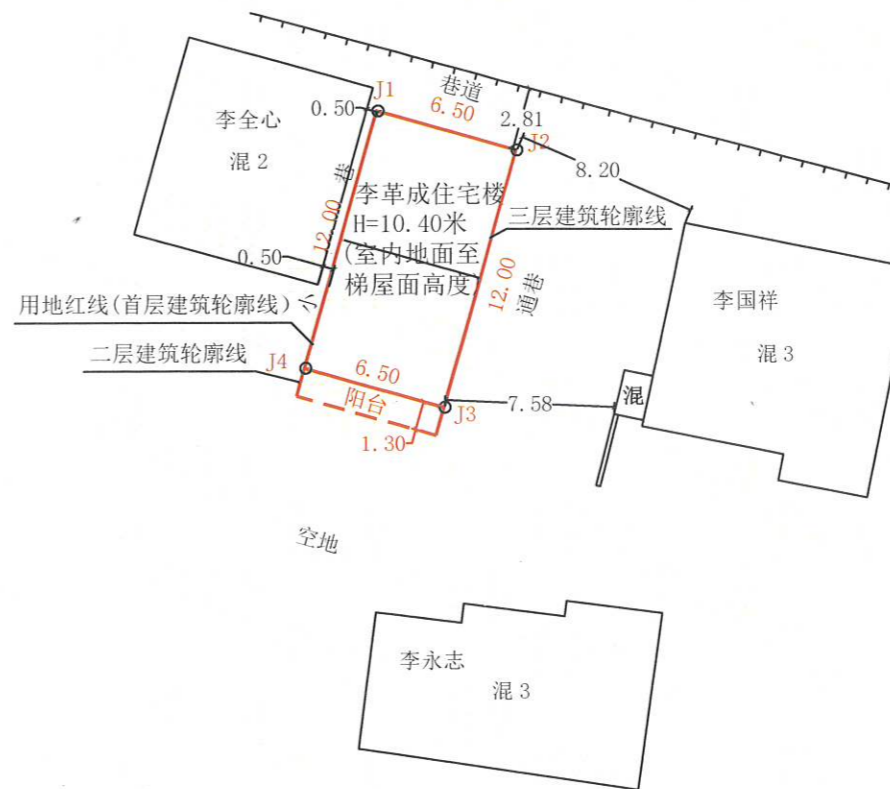 巷道
J1
6.50
0.50
2.81
J2
李全心
混 2
8.20
小巷
12.00
李革成住宅楼
H=10.40米
(室内地面至
梯屋面高度)
三层建筑轮廓线
0.50
12.00
通巷
李国祥
混 3
用地红线(首层建筑轮廓线)
二层建筑轮廓线
J4
6.50
阳台
J3
1.30
7.58
混
空地
李永志
混 3